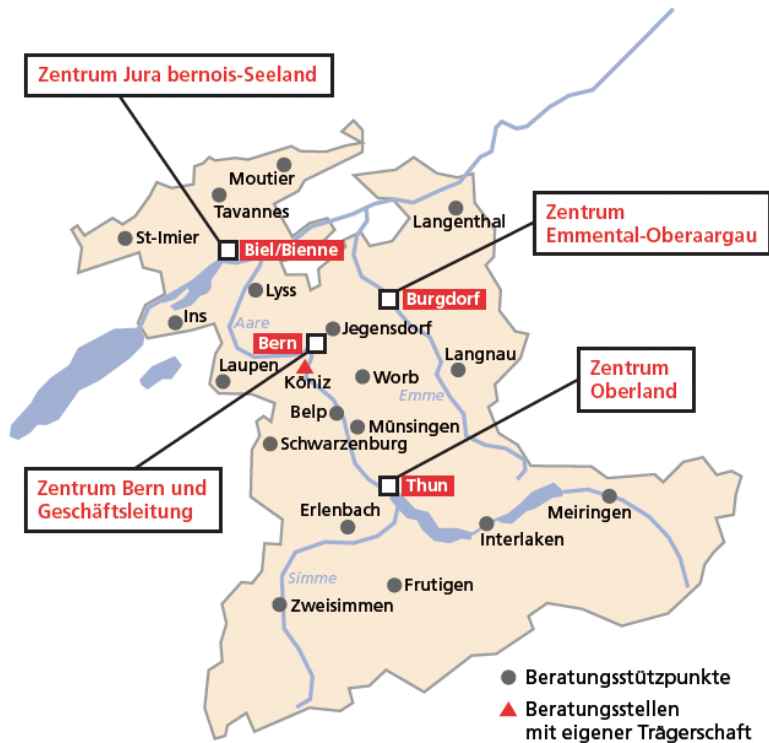 Zentrum Jura bernois-Seeland
Moutier
Tavannes
Langenthal
Zentrum
Emmental-Oberaargau
St-Imier
Biel/Bienne
Lyss
Burgdorf
Ins
Aare
Jegensdorf
Bern
Laupen
Köniz
Worb
Langnau
Zentrum
Oberland
Emme
Belp
Münsingen
Schwarzenburg
Zentrum Bern und
Geschäftsleitung
Thun
Erlenbach
Meiringen
Interlaken
Simme
Frutigen
Zweisimmen
Beratungsstützpunkte
Beratungsstellen
mit eigener Trägerschaft